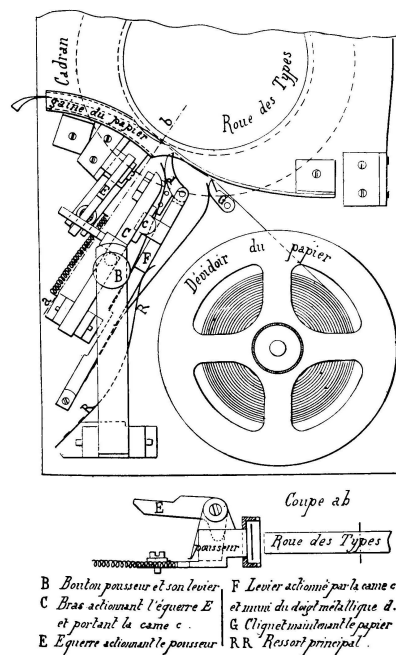 Cadran
Roue des Types
gaine du papier
b
G
E
c
C
B
F
a
R
R
Dévidoir du papier
E
Coupe ab
pousseur
Roue des Types
B Bouton pousseur et son levier
C Bras actionnant l'équerre E
et portant la came c.
E Equerre actionnant le pousseur
F Levier actionné par la came c
et muni du doigt métallique d.
G Cliquet maintenant le papier
RR Ressort principal.